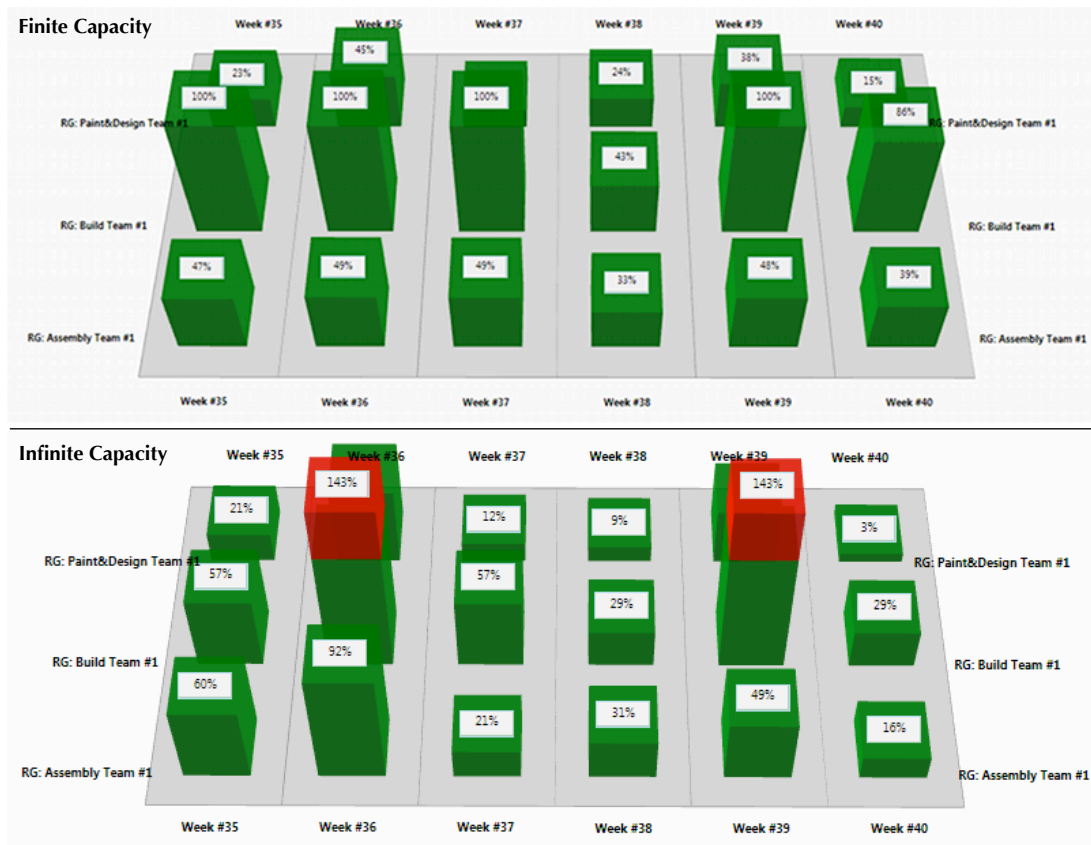 Finite Capacity
Week #35 Week #36 Week #37 Week #38 Week #39 Week #40
45%
38%
23% 24% 15%
100% 100% 100% 100% 86%
RG: Paint&Design Team #1 RG: Paint&Design Team #1
43%
RG: Build Team #1 RG: Build Team #1
47% 49% 49% 33% 48% 39%
RG: Assembly Team #1 RG: Assembly Team #1
Week #35 Week #36 Week #37 Week #38 Week #39 Week #40
Infinite Capacity
Week #35 Week #36 Week #37 Week #38 Week #39 Week #40
143% 143%
21% 12% 9% 3%
RG: Paint&Design Team #1 RG: Paint&Design Team #1
57% 57% 29% 29%
RG: Build Team #1 RG: Build Team #1
60% 92% 21% 31% 49% 16%
RG: Assembly Team #1 RG: Assembly Team #1
Week #35 Week #36 Week #37 Week #38 Week #39 Week #40